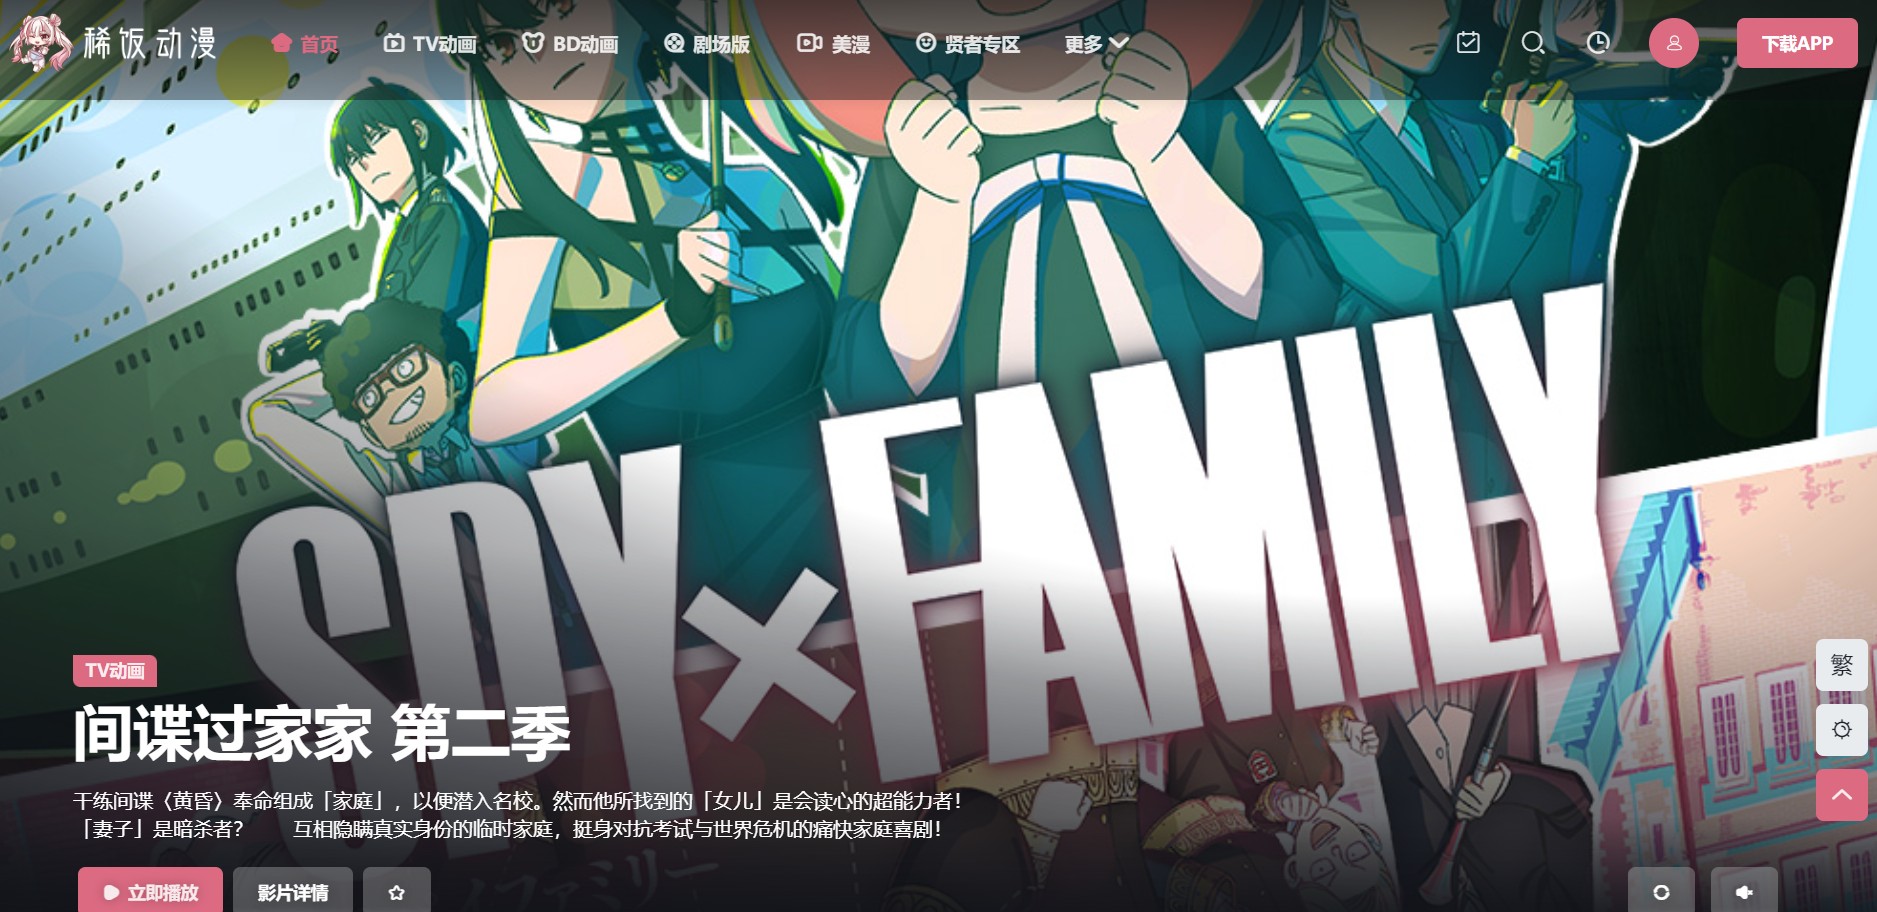 稀饭动漫
首页 TV动画 BD动画 剧场版 美漫 贤者专区 更多 下载APP
SPY×FAMILY
繁
TV动画
间谍过家家 第二季
干练间谍〈黄昏〉奉命组成「家庭」，以便潜入名校。然而他所找到的「女儿」是会读心的超能力者！
「妻子」是暗杀者？　　互相隐瞒真实身份的临时家庭，挺身对抗考试与世界危机的痛快家庭喜剧！
立即播放 影片详情